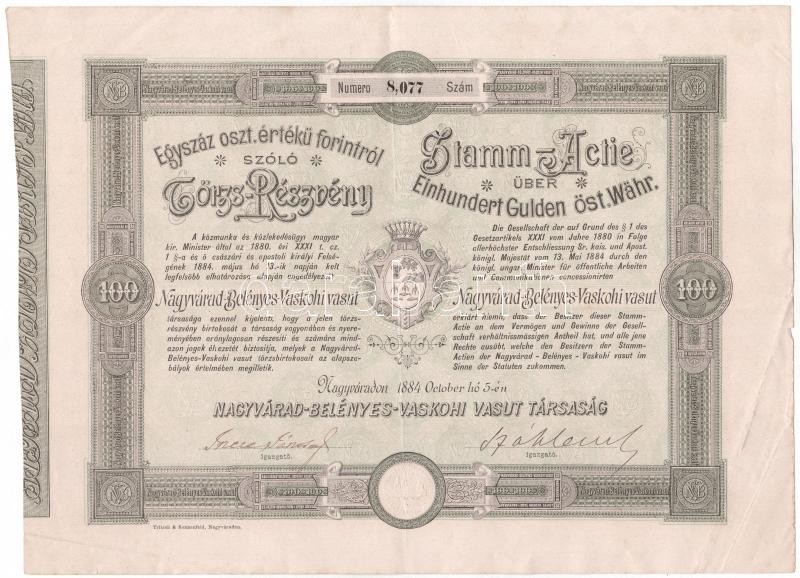 Numero 8,077 Szám
Egyszáz oszt. értékű forintról
SZÓLÓ
Törzs-Részvény
A közmunka és közlekedésügyi magyar
kir. Minister által az 1880. évi XXXI t. cz.
1 §-a és ő császári és apostoli királyi Fels-
gének 1884. május hó 13.-ik napján kelt
legfelsőbb elhatározás alapján engedélyezett
Nagyvárad-Belényes-Vaskohi vasut
társasága ezennel kijelenti, hogy a jelen törzs-
részvény birtokosát a társaság vagyonában és nyere-
ményében aránylagosan részesiti és számára mind-
azon jogok élvezetét biztositja, melyek a Nagyvárad-
Belényes-Vaskohi vasut törzsbirtokosait az alapsza-
bályok értelmében megilletik.
Stamm-Actie
ÜBER
Einhundert Gulden öst. Währ.
Die Gesellschaft der auf Grund des § 1 des
Gesetzartikels XXXI vom Jahre 1880 in Folge
allerhöchster Entschliessung Sr. kais. und Apost.
königl. Majestät vom 13. Mai 1884 durch den
königl. ungar. Minister für öffentliche Arbeiten
und Communicationen concessionirten
Nagyvárad-Belényes-Vaskohi vasut
erklärt hiemit, dass der Besitzer dieser Stamm-
Actie an dem Vermögen und Gewinne der Gesell-
schaft verhältnissmässigen Antheil hat, und alle jene
Rechte ausübt, welche den Besitzern der Stamm-
Actien der Nagyvárad-Belényes-Vaskohi vasut im
Sinne der Statuten zukommen.
100
100
Nagyváradon 1884 October hó 5-én
NAGYVÁRAD-BELÉNYES-VASKOHI VASUT TÁRSASÁG
igazgató.
igazgató.